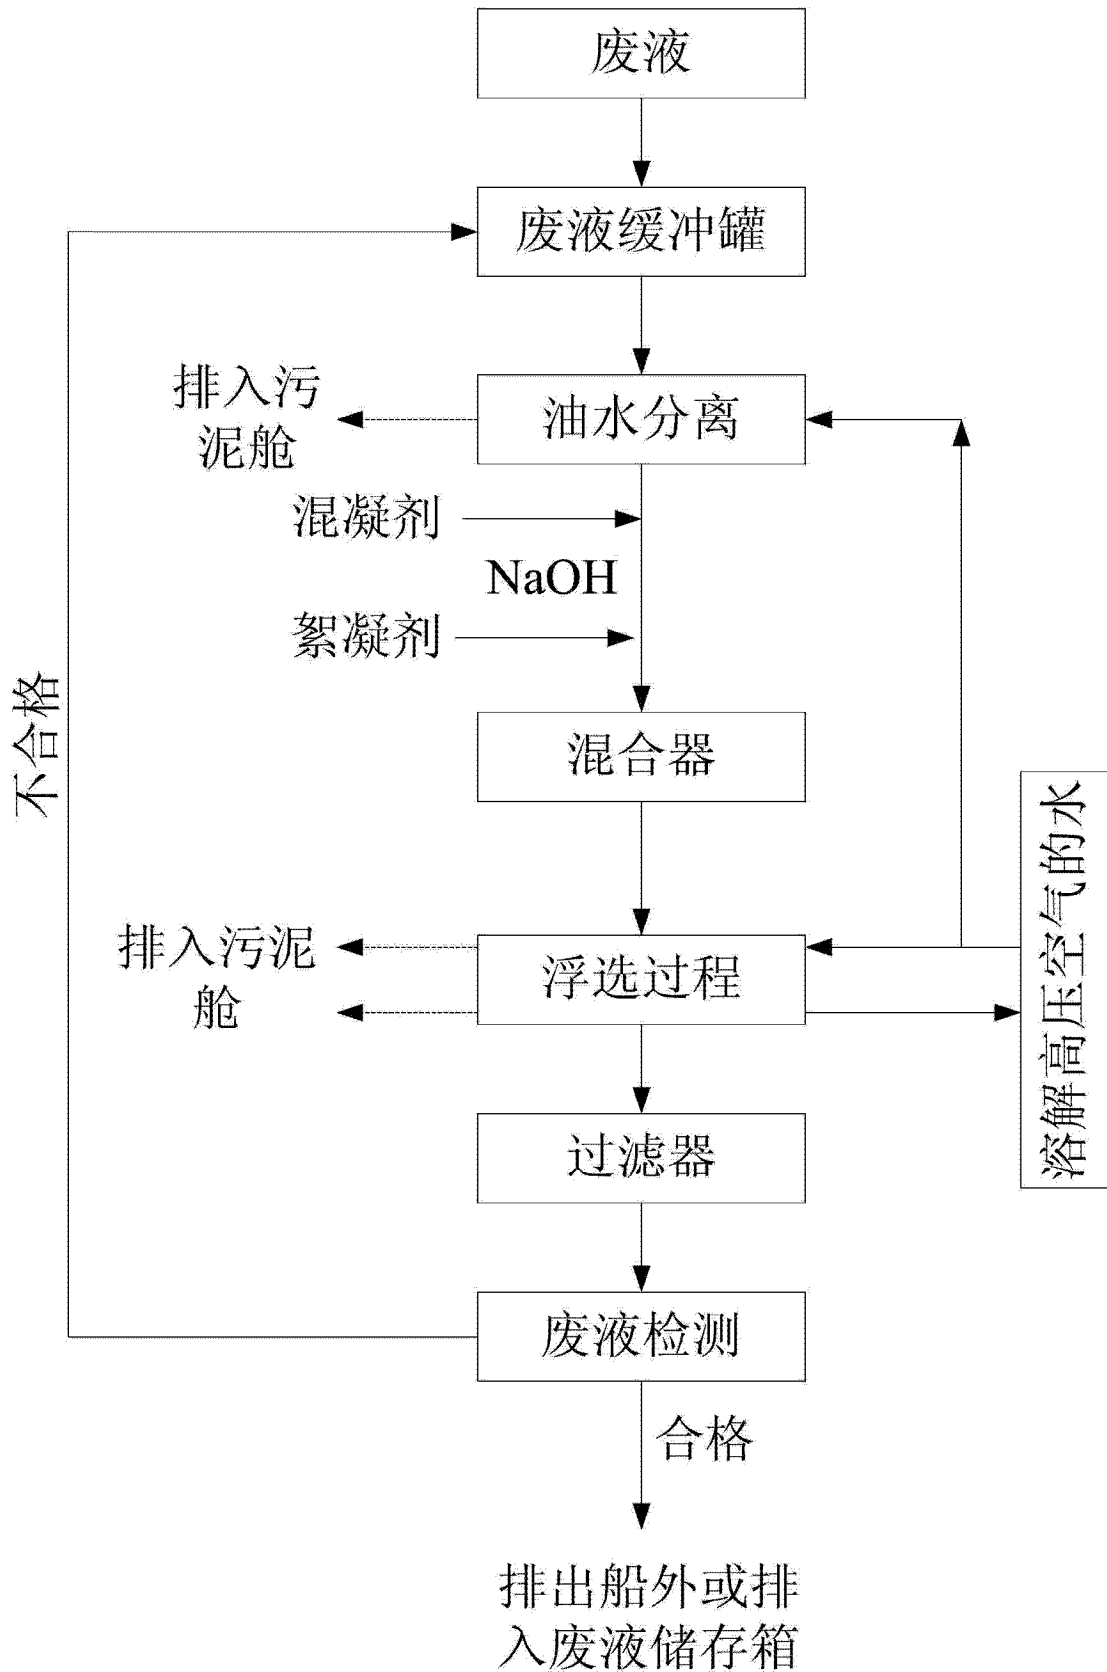 废液
废液缓冲罐
排入污
泥舱
油水分离
混凝剂
NaOH
絮凝剂
混合器
不合格
溶解高压空气的水
排入污泥
舱
浮选过程
过滤器
废液检测
合格
排出船外或排
入废液储存箱